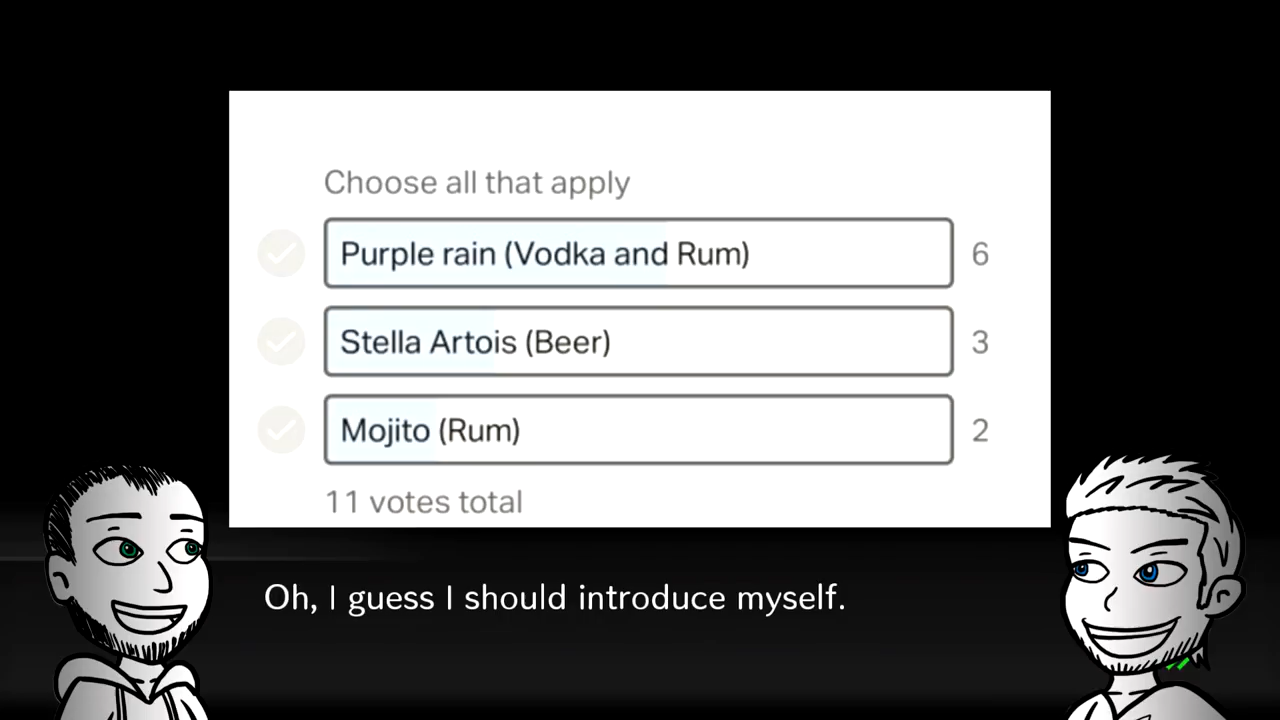 Choose all that apply
Purple rain (Vodka and Rum) 6
Stella Artois (Beer) 3
Mojito (Rum) 2
11 votes total
Oh, I guess I should introduce myself.